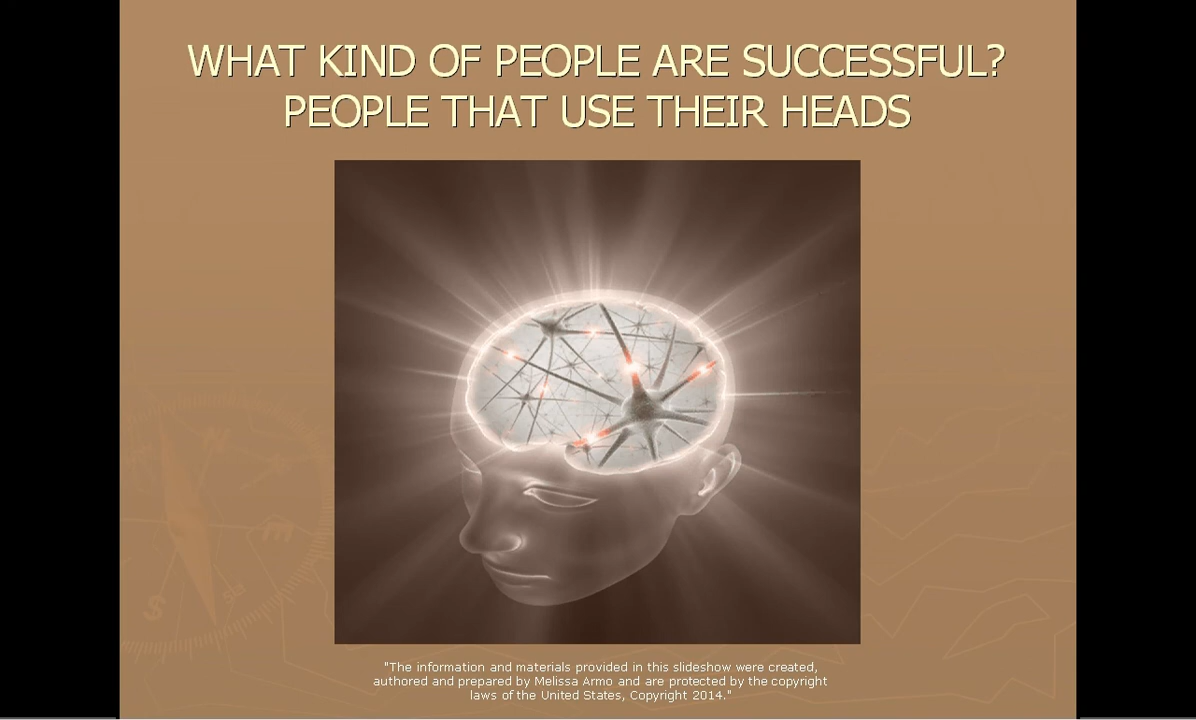 WHAT KIND OF PEOPLE ARE SUCCESSFUL?
PEOPLE THAT USE THEIR HEADS
E
S
SE
"The information and materials provided in this slideshow were created,
authored and prepared by Melissa Armo and are protected by the copyright
laws of the United States, Copyright 2014."